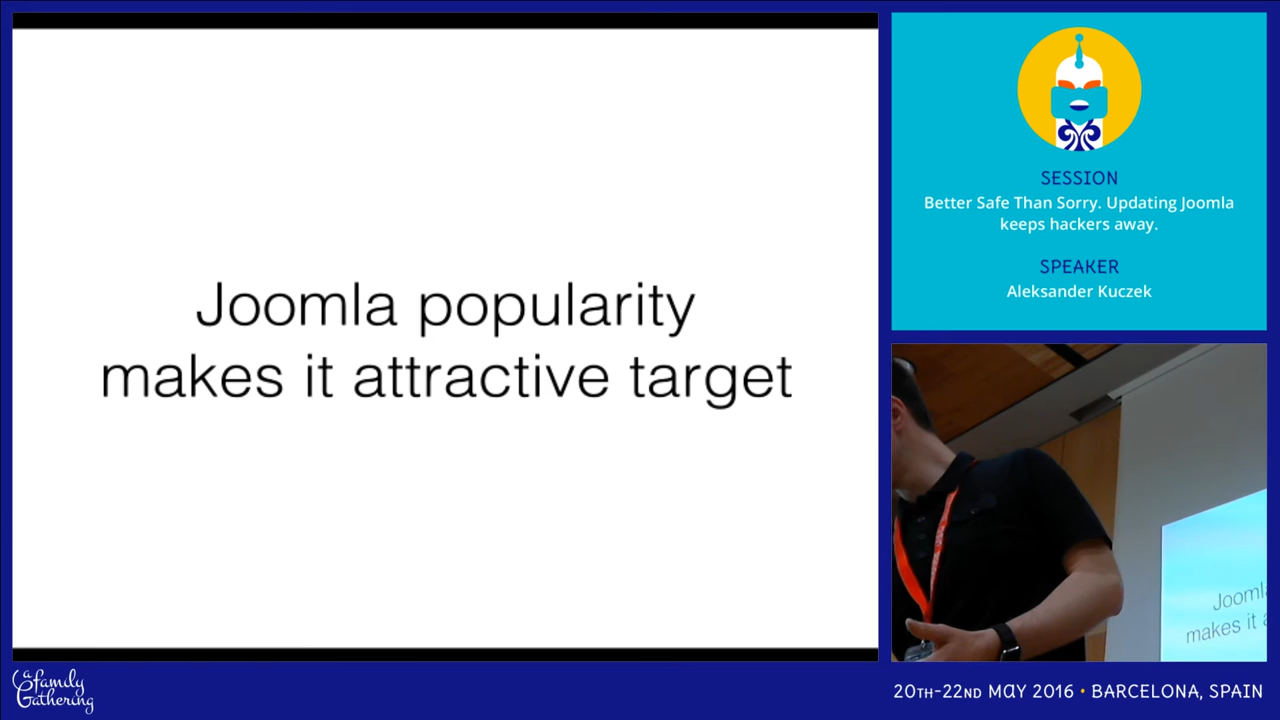 Joomla popularity
makes it attractive target
SESSION
Better Safe Than Sorry. Updating Joomla
keeps hackers away.
SPEAKER
Aleksander Kuczek
Jooml
makes it a
a family
Gathering
20TH-22ND MAY 2016 • BARCELONA, SPAIN